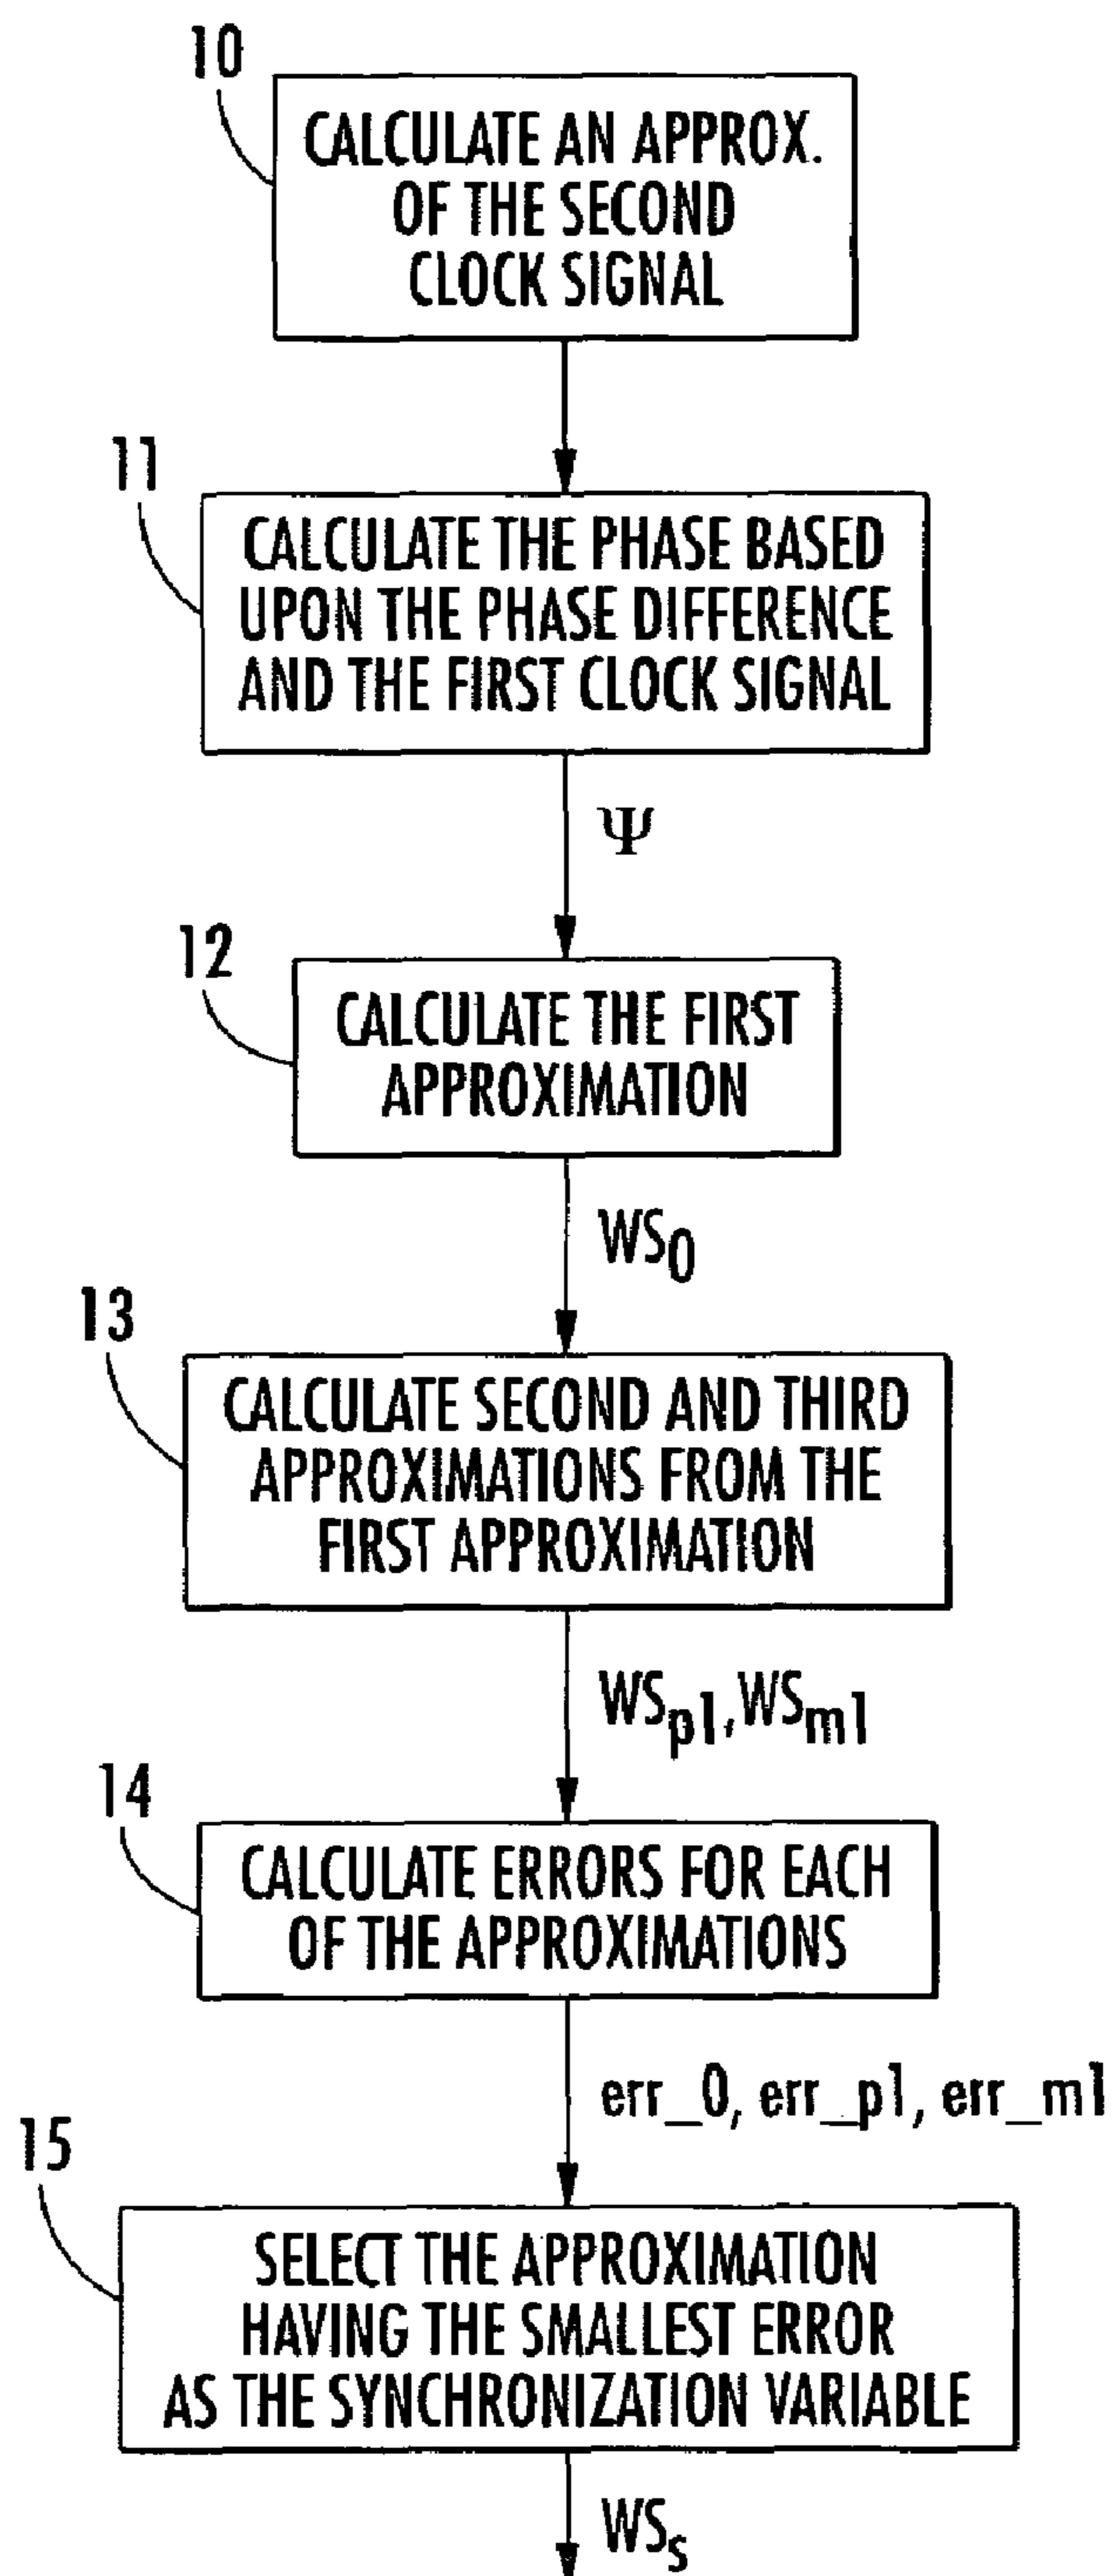 10
CALCULATE AN APPROX.
OF THE SECOND
CLOCK SIGNAL
11
CALCULATE THE PHASE BASED
UPON THE PHASE DIFFERENCE
AND THE FIRST CLOCK SIGNAL
Ψ
12
CALCULATE THE FIRST
APPROXIMATION
WS0
13
CALCULATE SECOND AND THIRD
APPROXIMATIONS FROM THE
FIRST APPROXIMATION
WSp1,WSm1
14
CALCULATE ERRORS FOR EACH
OF THE APPROXIMATIONS
err_0, err_p1, err_m1
15
SELECT THE APPROXIMATION
HAVING THE SMALLEST ERROR
AS THE SYNCHRONIZATION VARIABLE
WSs